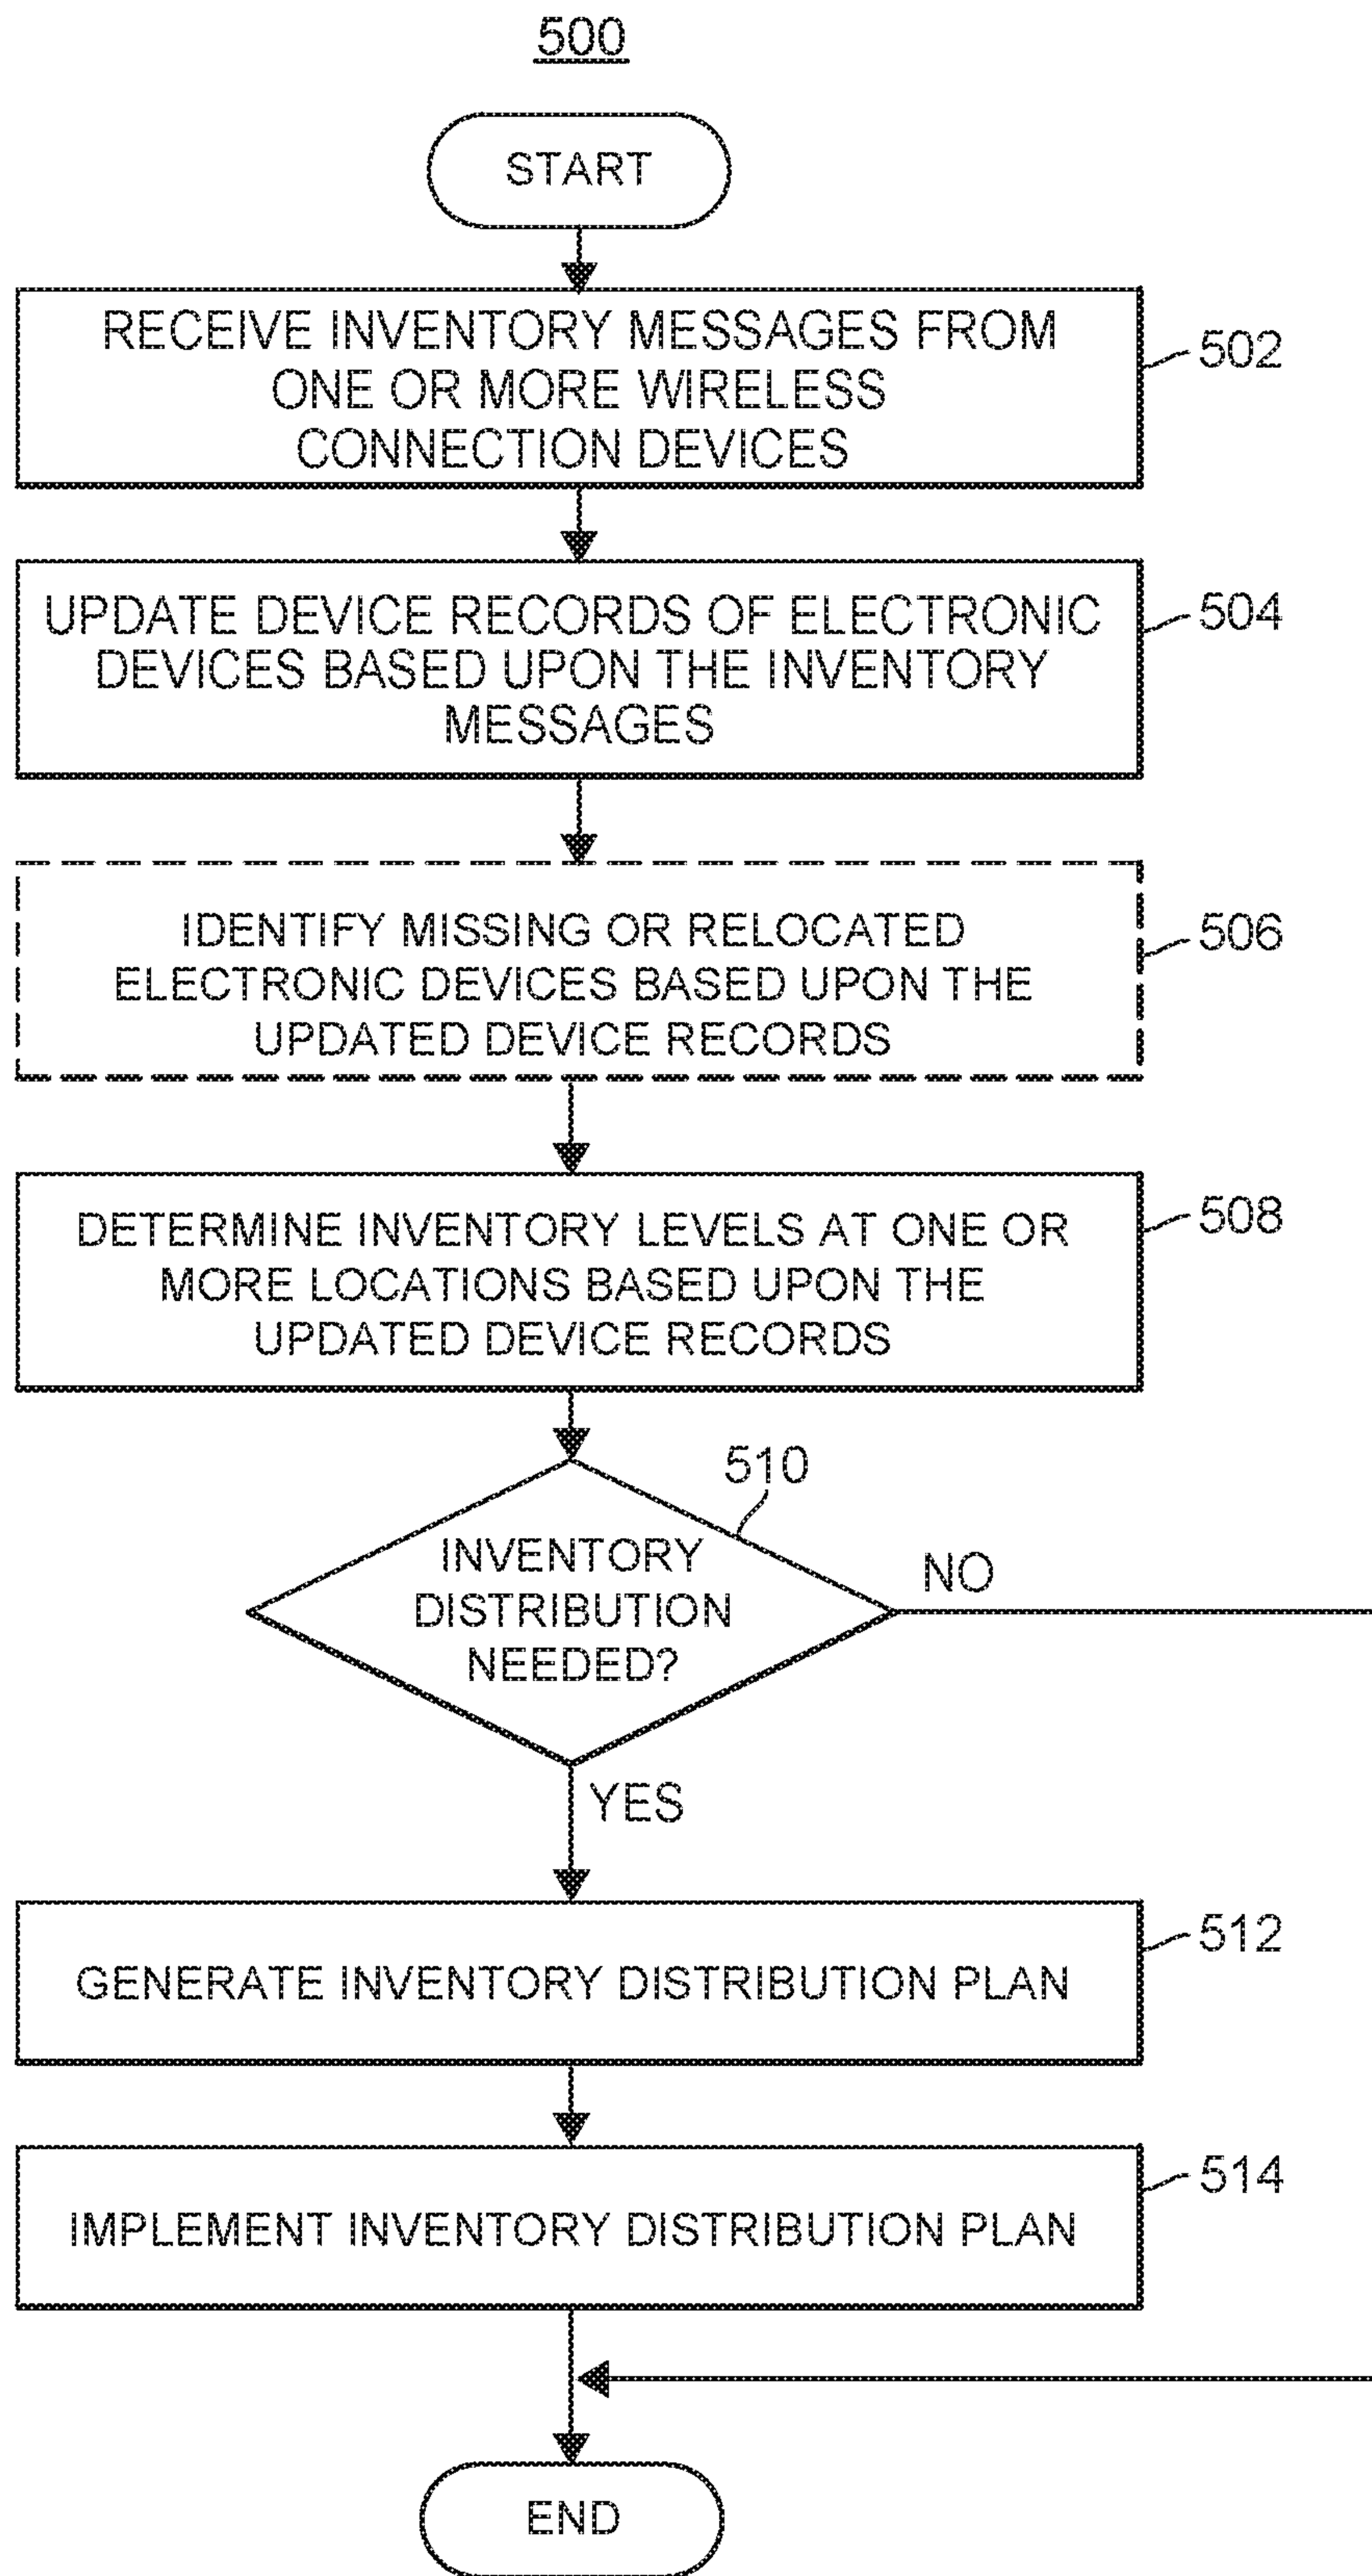 500
START
RECEIVE INVENTORY MESSAGES FROM
ONE OR MORE WIRELESS
CONNECTION DEVICES
502
UPDATE DEVICE RECORDS OF ELECTRONIC
DEVICES BASED UPON THE INVENTORY
MESSAGES
504
IDENTIFY MISSING OR RELOCATED
ELECTRONIC DEVICES BASED UPON THE
UPDATED DEVICE RECORDS
506
DETERMINE INVENTORY LEVELS AT ONE OR
MORE LOCATIONS BASED UPON THE
UPDATED DEVICE RECORDS
508
510
INVENTORY
DISTRIBUTION
NEEDED?
NO
YES
GENERATE INVENTORY DISTRIBUTION PLAN
512
IMPLEMENT INVENTORY DISTRIBUTION PLAN
514
END